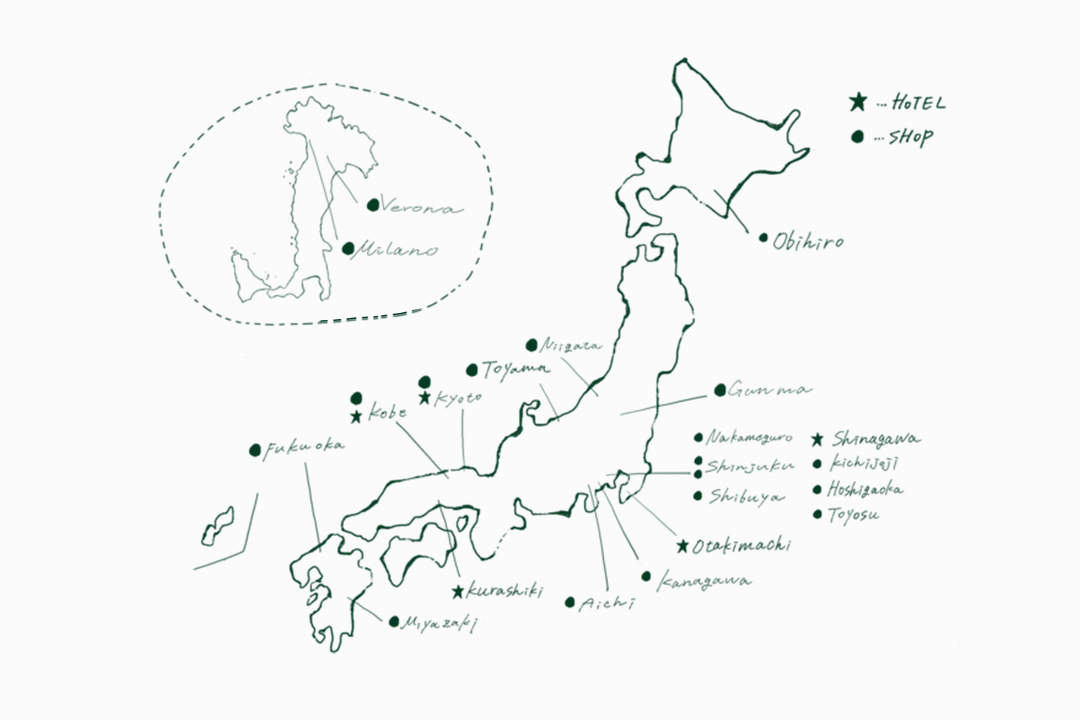 ★ … HOTEL
● … SHOP
Verona
Milano
Obihiro
Niigata
Toyama
Kyoto
Kobe
Fukuoka
Gunma
Nakameguro
Shinjuku
Shibuya
Shinagawa
Kichijoji
Hoshigaoka
Toyosu
Otakimachi
Kanagawa
Aichi
Kurashiki
Miyazaki